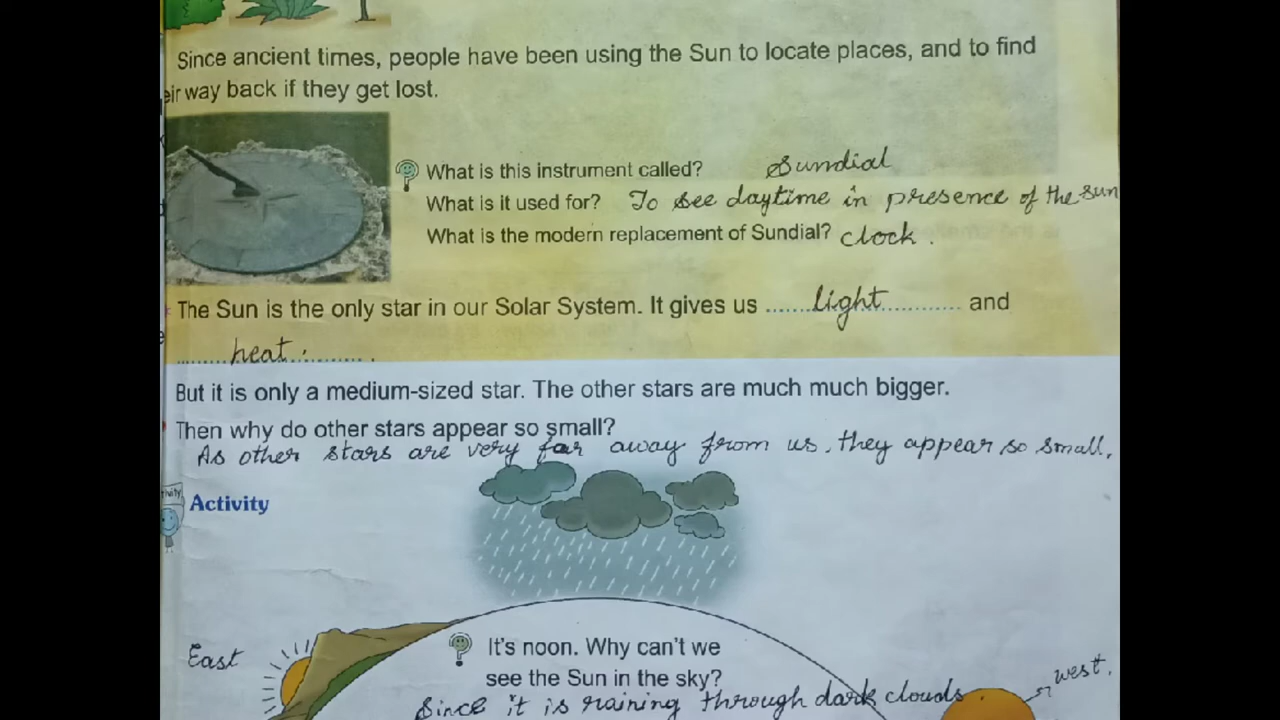 Since ancient times, people have been using the Sun to locate places, and to find
eir way back if they get lost.
What is this instrument called? Sundial
What is it used for? To see daytime in presence of the sun
What is the modern replacement of Sundial? clock.
The Sun is the only star in our Solar System. It gives us ...... light ............... and
........ heat ............ .
But it is only a medium-sized star. The other stars are much much bigger.
Then why do other stars appear so small?
As other stars are very far away from us, they appear so small.
Activity
East
It's noon. Why can't we
see the Sun in the sky?
west.
Since it is raining through dark clouds.